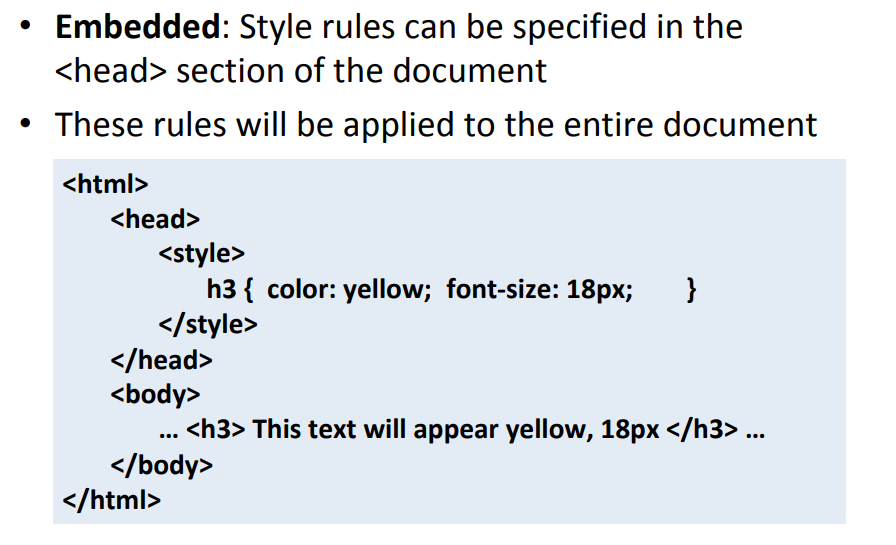 • Embedded: Style rules can be specified in the
<head> section of the document
• These rules will be applied to the entire document
<html>
<head>
<style>
h3 { color: yellow; font-size: 18px; }
</style>
</head>
<body>
… <h3> This text will appear yellow, 18px </h3> …
</body>
</html>